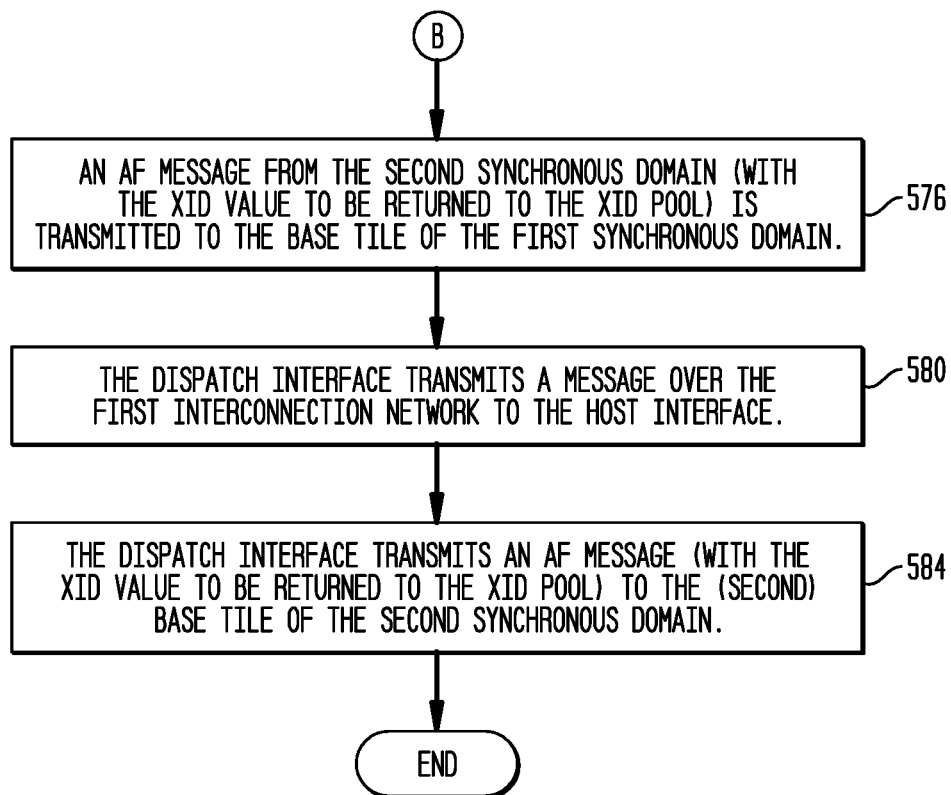 B
AN AF MESSAGE FROM THE SECOND SYNCHRONOUS DOMAIN (WITH
THE XID VALUE TO BE RETURNED TO THE XID POOL) IS
TRANSMITTED TO THE BASE TILE OF THE FIRST SYNCHRONOUS DOMAIN.
576
THE DISPATCH INTERFACE TRANSMITS A MESSAGE OVER THE
FIRST INTERCONNECTION NETWORK TO THE HOST INTERFACE.
580
THE DISPATCH INTERFACE TRANSMITS AN AF MESSAGE (WITH THE
XID VALUE TO BE RETURNED TO THE XID POOL) TO THE (SECOND)
BASE TILE OF THE SECOND SYNCHRONOUS DOMAIN.
584
END